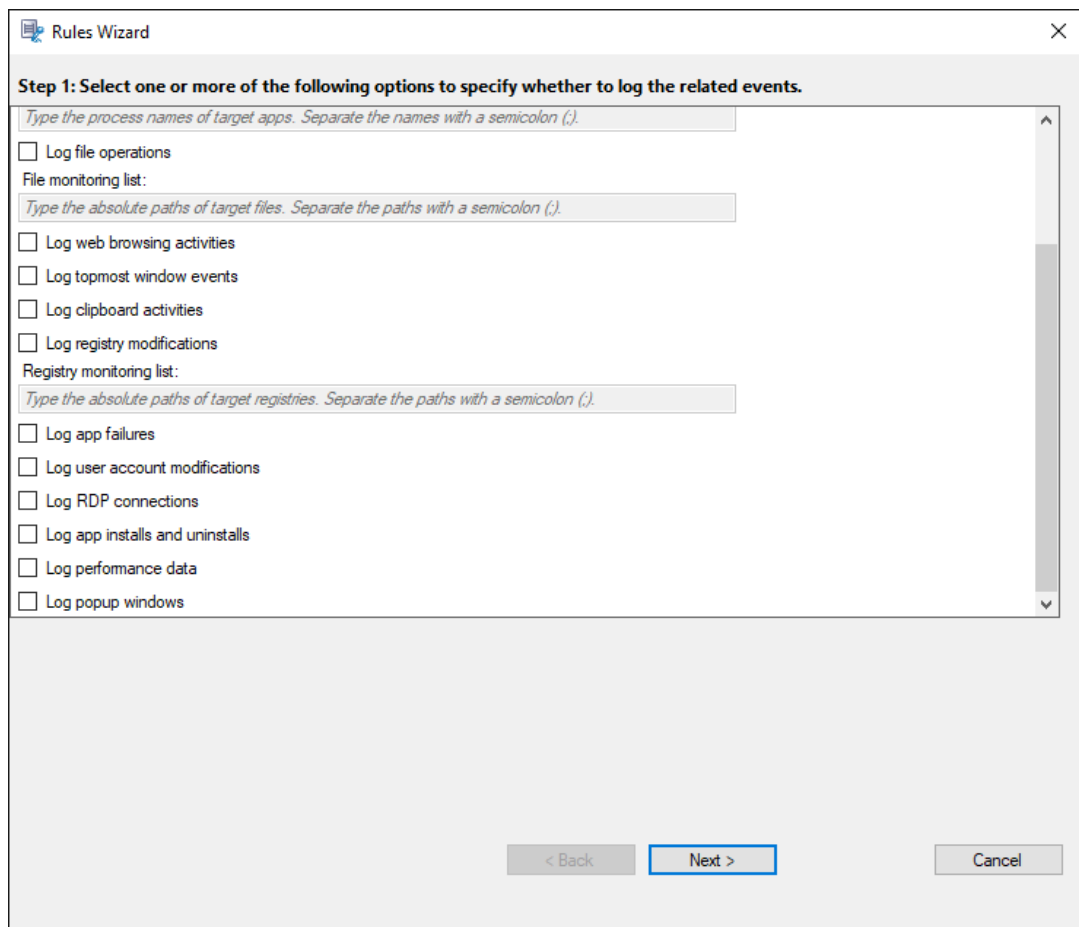 Rules Wizard
Step 1: Select one or more of the following options to specify whether to log the related events.
Type the process names of target apps. Separate the names with a semicolon (;).
Log file operations
File monitoring list:
Type the absolute paths of target files. Separate the paths with a semicolon (;).
Log web browsing activities
Log topmost window events
Log clipboard activities
Log registry modifications
Registry monitoring list:
Type the absolute paths of target registries. Separate the paths with a semicolon (;).
Log app failures
Log user account modifications
Log RDP connections
Log app installs and uninstalls
Log performance data
Log popup windows
< Back Next > Cancel